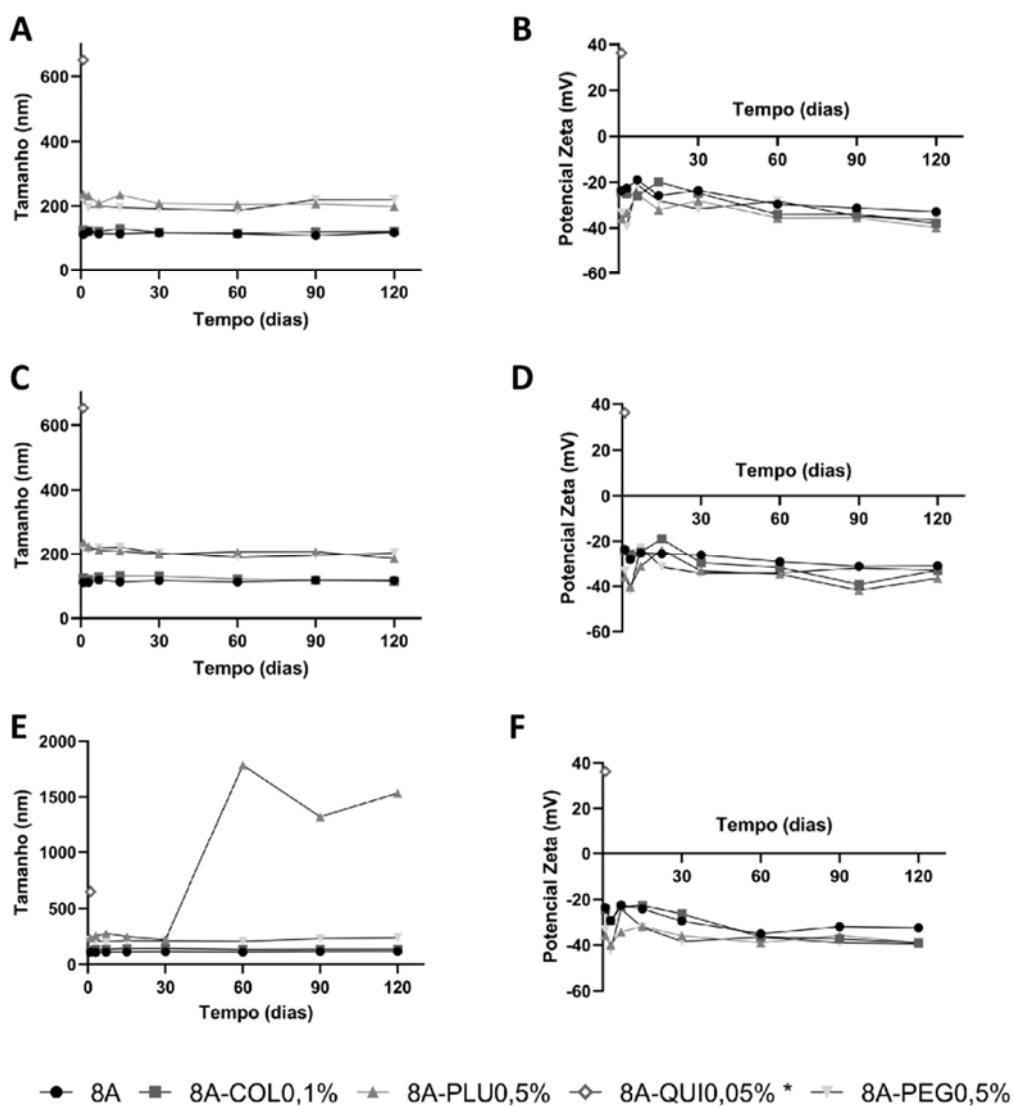 A
Tamanho (nm)
600
400
200
0
0 30 60 90 120
Tempo (dias)
B
Potencial Zeta (mV)
40
20
0
-20
-40
-60
Tempo (dias)
30 60 90 120
C
Tamanho (nm)
600
400
200
0
0 30 60 90 120
Tempo (dias)
D
Potencial Zeta (mV)
40
20
0
-20
-40
-60
Tempo (dias)
30 60 90 120
E
Tamanho (nm)
2000
1500
1000
500
0
0 30 60 90 120
Tempo (dias)
F
Potencial Zeta (mV)
40
20
0
-20
-40
-60
Tempo (dias)
30 60 90 120
8A 8A-COL0,1% 8A-PLU0,5% 8A-QUI0,05% * 8A-PEG0,5%